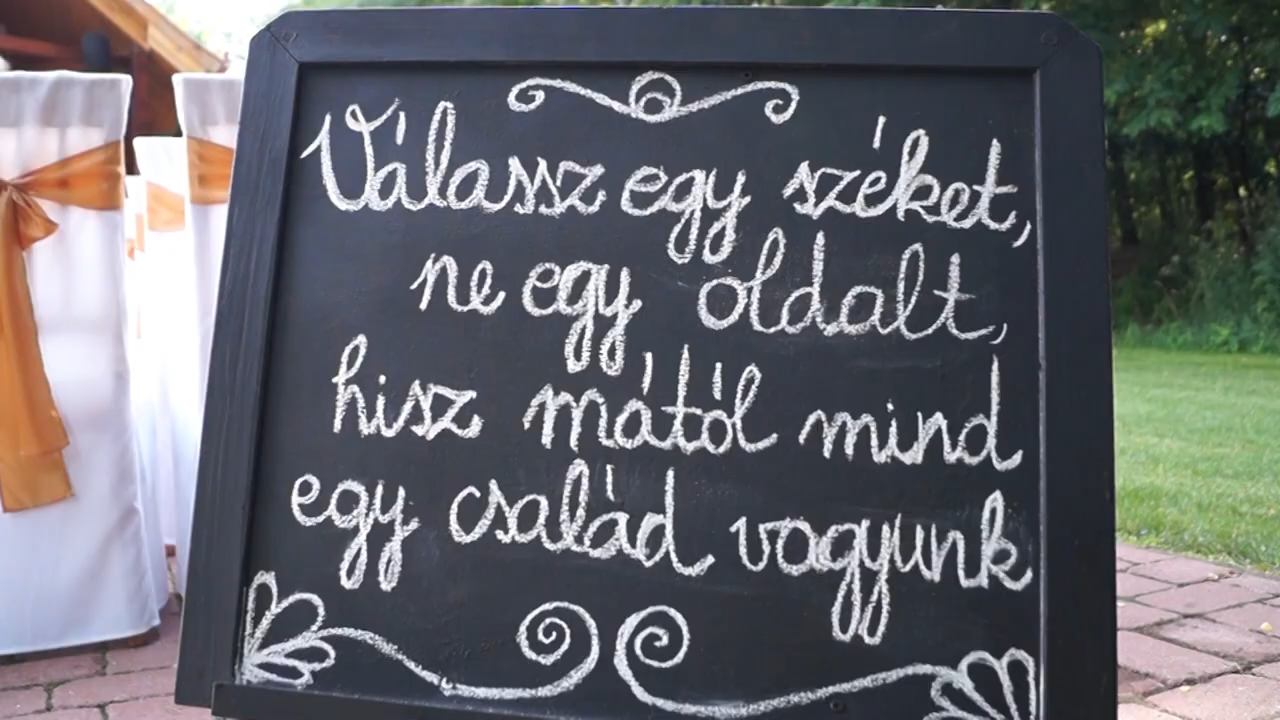 Válassz egy széket,
ne egy oldalt,
hisz mától mind
egy család vagyunk